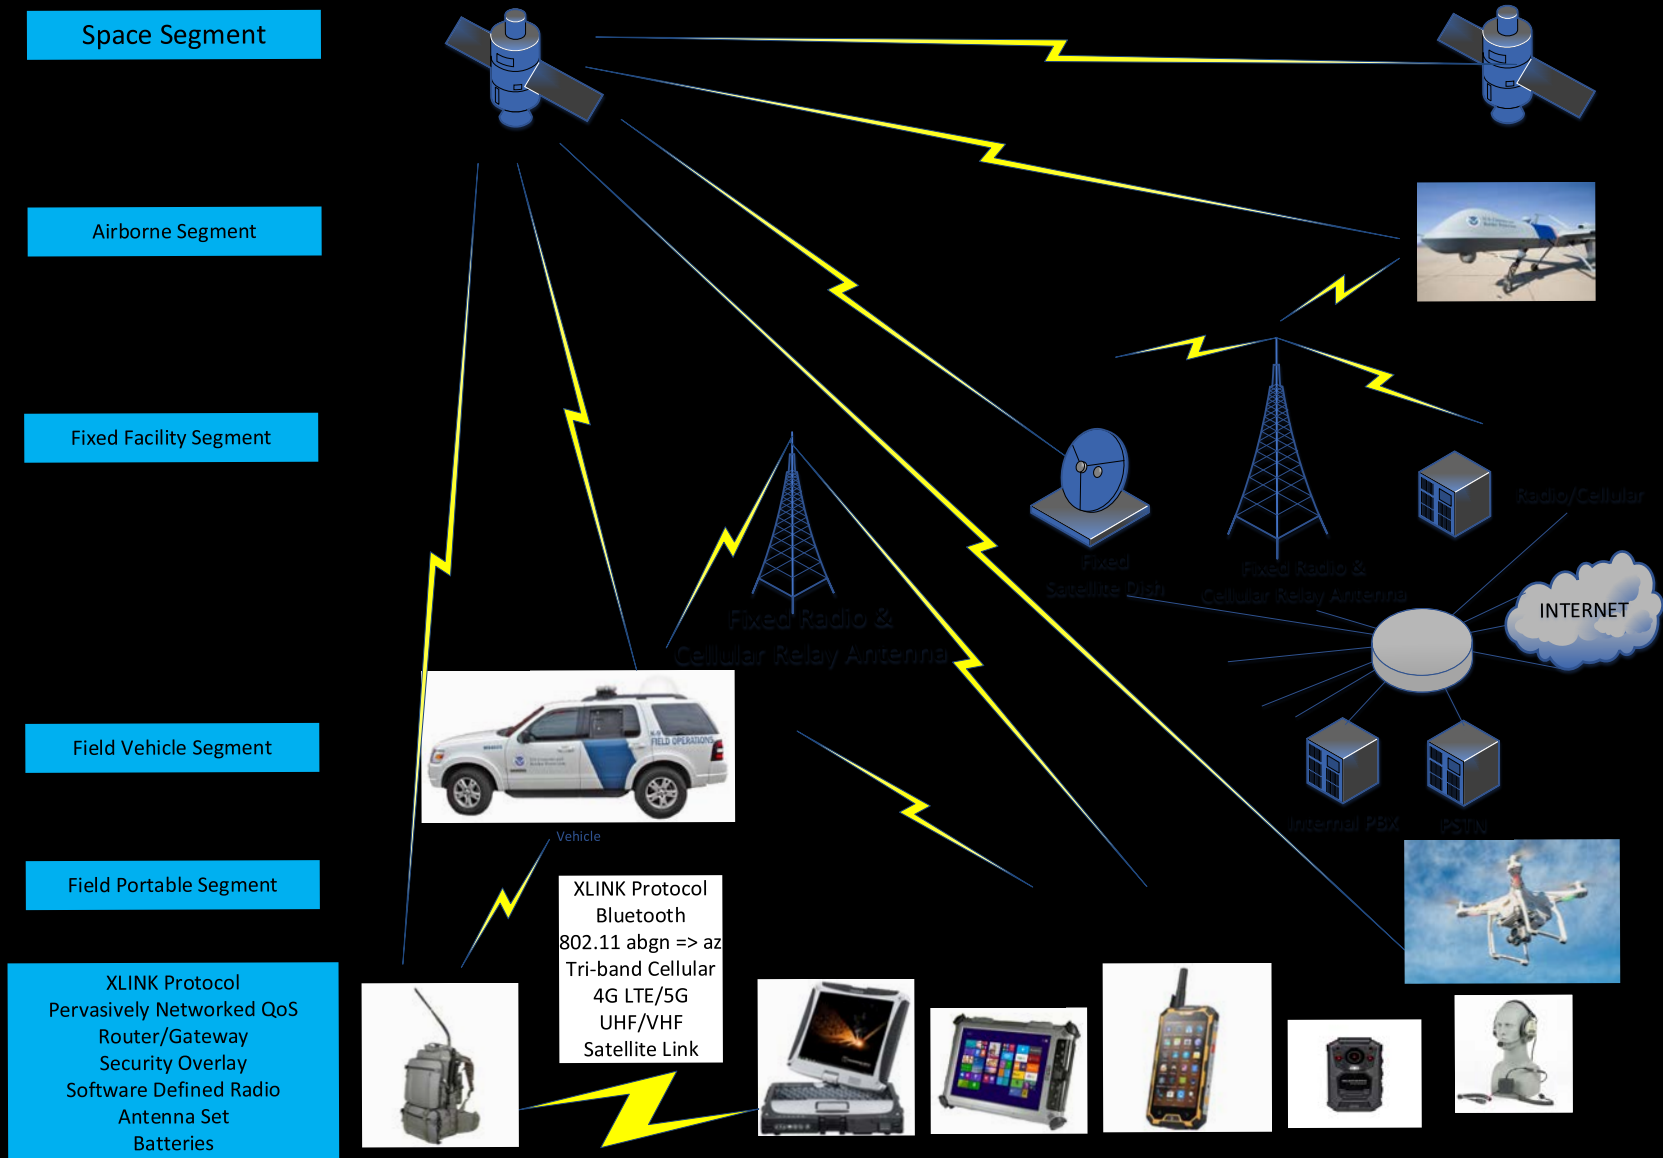 Space Segment
Airborne Segment
Fixed Facility Segment
Radio/Cellular
Fixed
Satellite Dish
Fixed Radio &
Cellular Relay Antenna
INTERNET
Fixed Radio &
Cellular Relay Antenna
Field Vehicle Segment
K-9
FIELD OPERATIONS
Vehicle
Internal PBX
PSTN
Field Portable Segment
XLINK Protocol
Bluetooth
802.11 abgn => az
Tri-band Cellular
4G LTE/5G
UHF/VHF
Satellite Link
XLINK Protocol
Pervasively Networked QoS
Router/Gateway
Security Overlay
Software Defined Radio
Antenna Set
Batteries